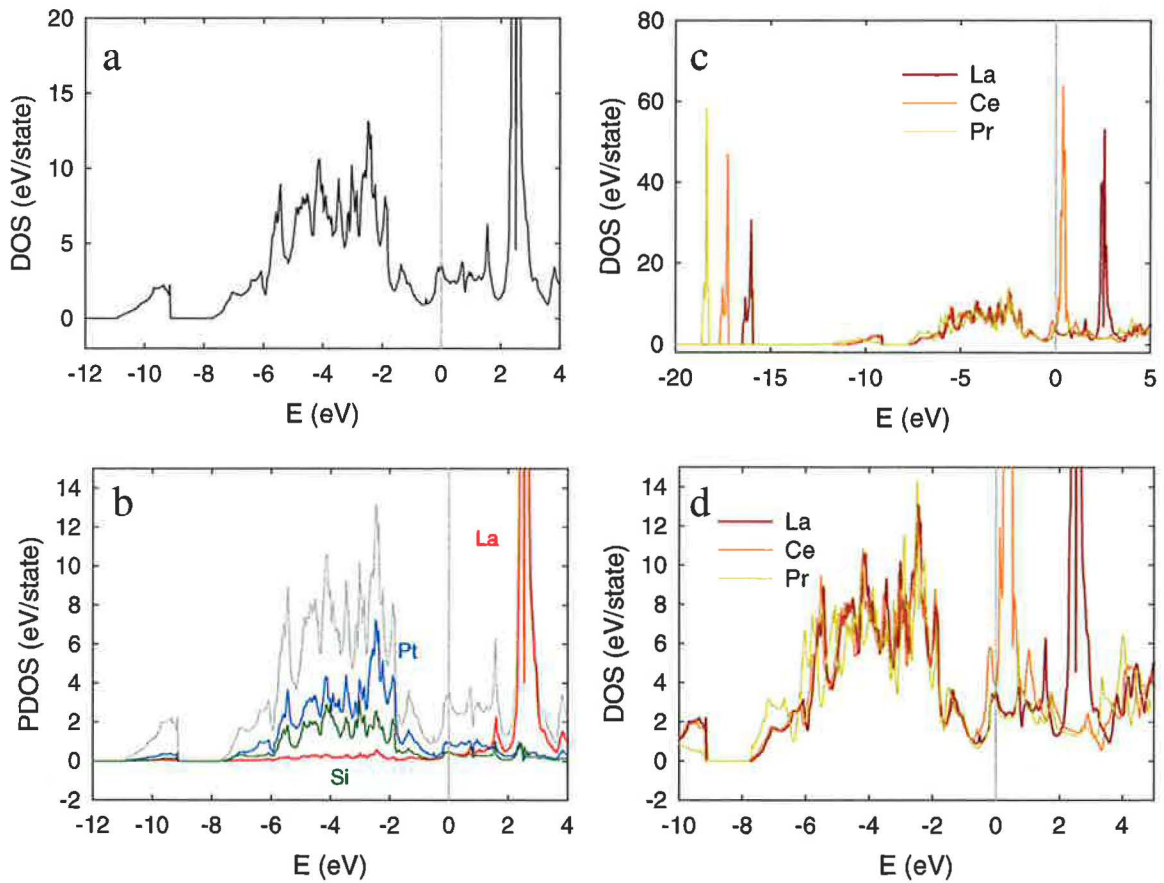 a
DOS (eV/state)
20
15
10
5
0
-12 -10 -8 -6 -4 -2 0 2 4
E (eV)
c
La
Ce
Pr
DOS (eV/state)
80
60
40
20
0
-20 -15 -10 -5 0 5
E (eV)
b
La
Pt
Si
PDOS (eV/state)
14
12
10
8
6
4
2
0
-2
-12 -10 -8 -6 -4 -2 0 2 4
E (eV)
d
La
Ce
Pr
DOS (eV/state)
14
12
10
8
6
4
2
0
-2
-10 -8 -6 -4 -2 0 2 4
E (eV)